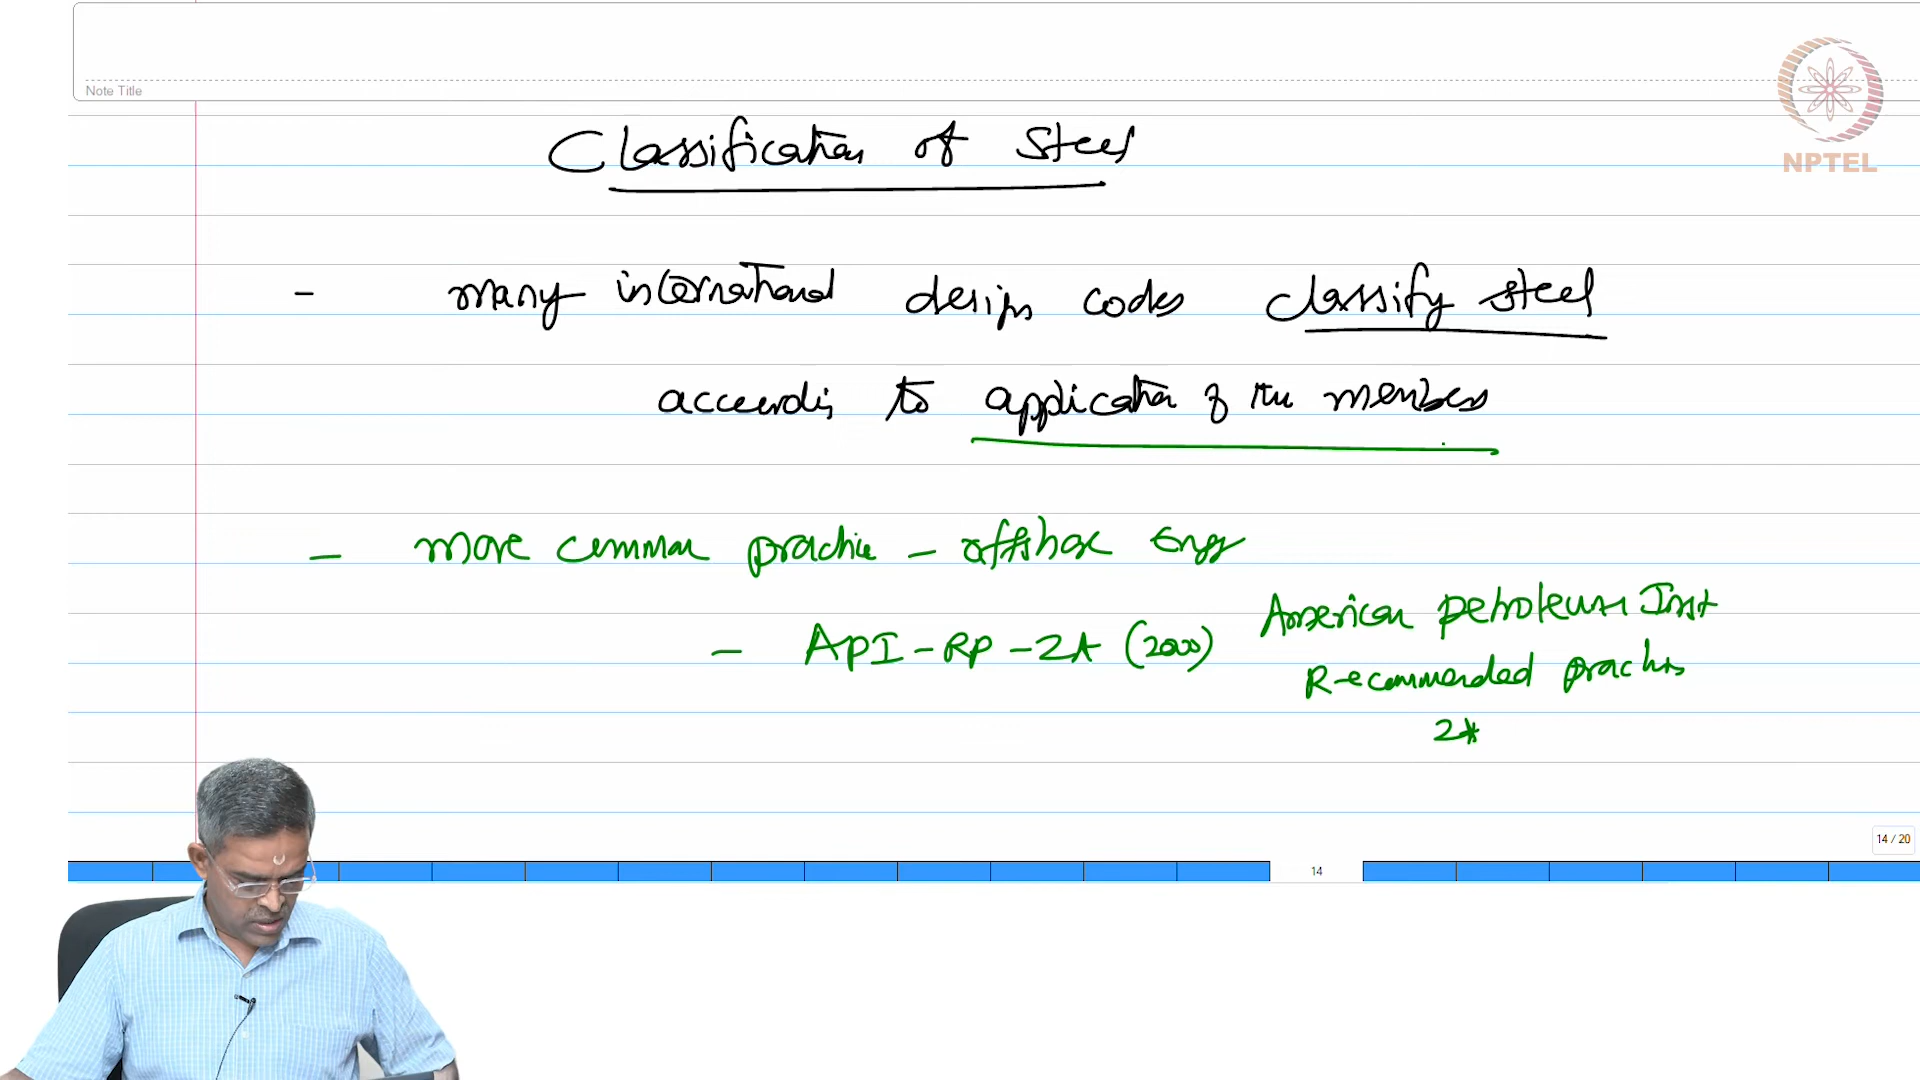 Note Title
NPTEL
Classification of Steel
- many international design codes classify steel
according to application of the members
- more common practice - offshore Engg
- API-RP-2A (2000) American petroleum Inst
Recommended practices
2A
14 / 20
14